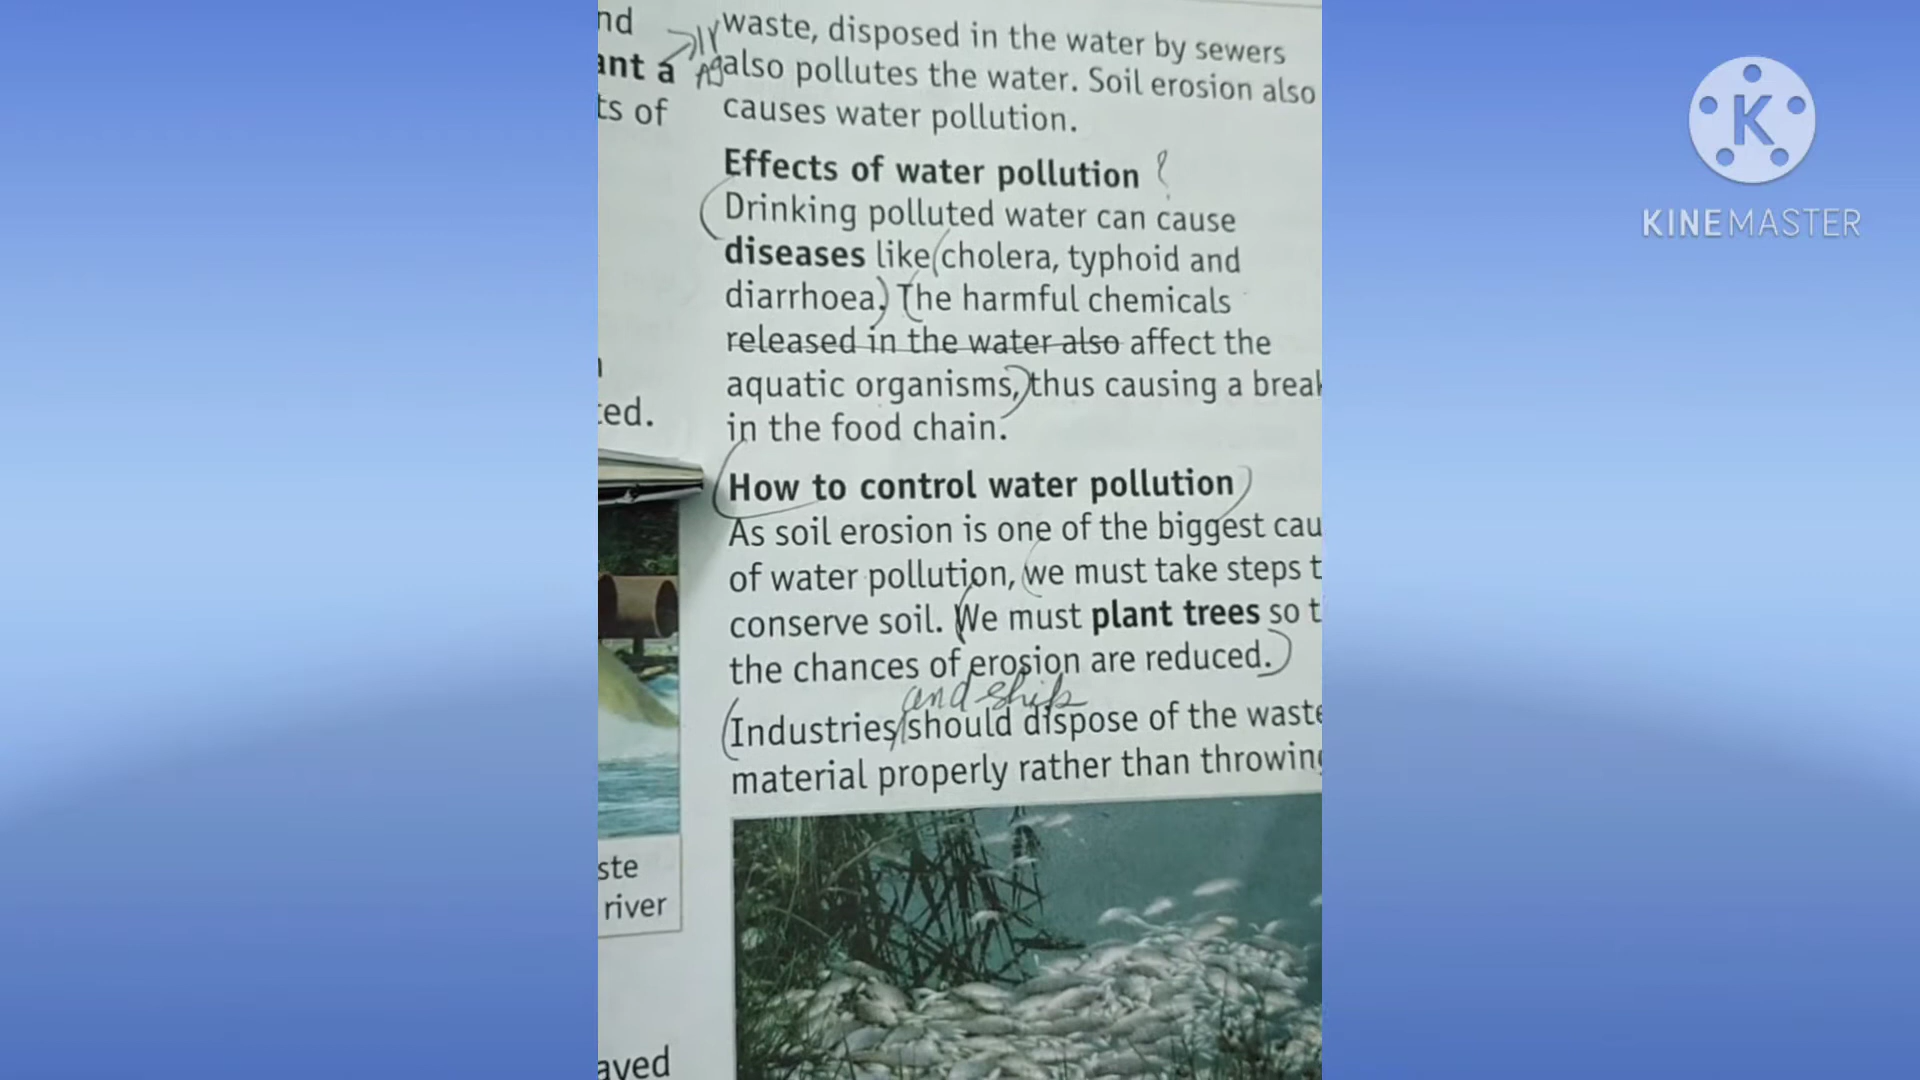 nd
ant a
ts of
ted.
ste
river
aved
waste, disposed in the water by sewers
also pollutes the water. Soil erosion also
causes water pollution.
Effects of water pollution ?
Drinking polluted water can cause
diseases like (cholera, typhoid and
diarrhoea.) The harmful chemicals
released in the water also affect the
aquatic organisms, thus causing a break
in the food chain.
How to control water pollution
As soil erosion is one of the biggest cau
of water pollution, we must take steps t
conserve soil. We must plant trees so t
the chances of erosion are reduced.
and ship
Industries should dispose of the waste
material properly rather than throwing
K
KINEMASTER